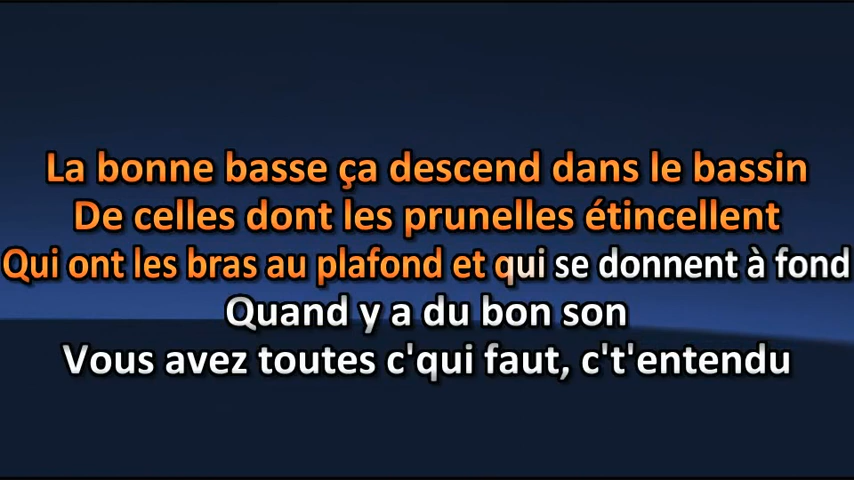 La bonne basse ça descend dans le bassin
De celles dont les prunelles étincellent
Qui ont les bras au plafond et qui se donnent à fond
Quand y a du bon son
Vous avez toutes c'qui faut, c't'entendu